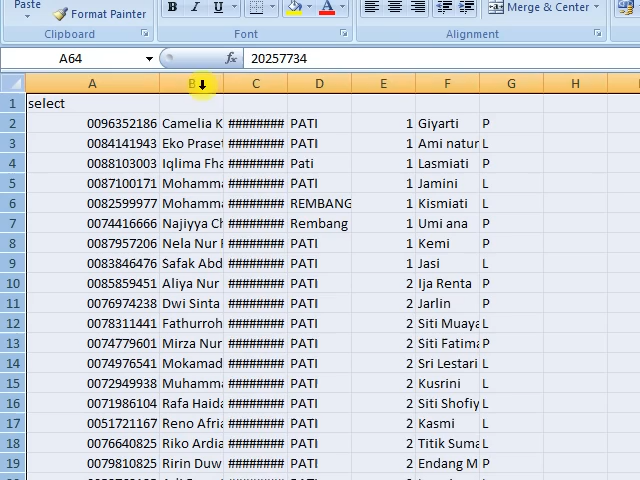 Paste
Format Painter
B I U A
Merge & Center
Clipboard Font Alignment
A64 fx 20257734
A B C D E F G H
1 select
2 0096352186 Camelia K ######## PATI 1 Giyarti P
3 0084141943 Eko Praset ######## PATI 1 Ami natur L
4 0088103003 Iqlima Fha ######## Pati 1 Lasmiati P
5 0087100171 Mohamma ######## PATI 1 Jamini L
6 0082599977 Mohamma ######## REMBANG 1 Kismiati L
7 0074416666 Najiyya Ch ######## Rembang 1 Umi ana P
8 0087957206 Nela Nur F ######## PATI 1 Kemi P
9 0083846476 Safak Abd ######## PATI 1 Jasi L
10 0085859451 Aliya Nur ######## PATI 2 Ija Renta P
11 0076974238 Dwi Sinta ######## PATI 2 Jarlin P
12 0078311441 Fathurroh ######## PATI 2 Siti Muaya L
13 0074779601 Mirza Nur ######## PATI 2 Siti Fatima P
14 0074976541 Mokamad ######## PATI 2 Sri Lestari L
15 0072949938 Muhamma ######## PATI 2 Kusrini L
16 0071986104 Rafa Haida ######## PATI 2 Siti Shofiy L
17 0051721167 Reno Afria ######## PATI 2 Kasmi L
18 0076640825 Riko Ardia ######## PATI 2 Titik Suma L
19 0079810825 Ririn Duw ######## PATI 2 Endang M P